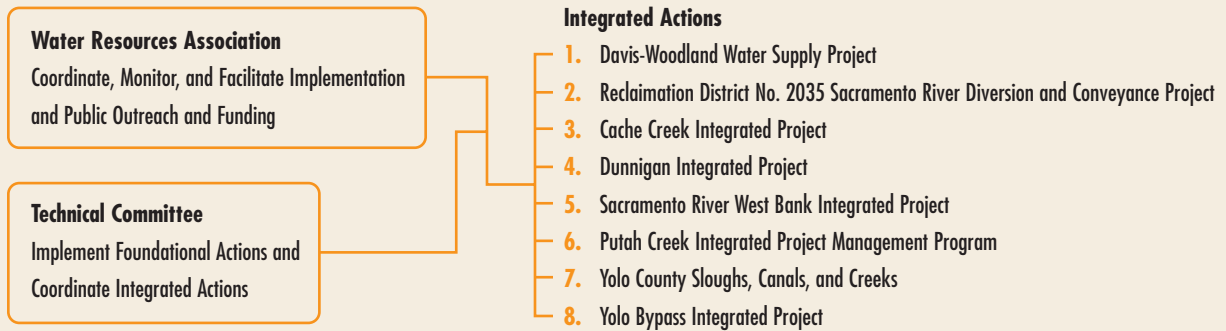 Water Resources Association
Coordinate, Monitor, and Facilitate Implementation
and Public Outreach and Funding
Technical Committee
Implement Foundational Actions and
Coordinate Integrated Actions
Integrated Actions
1. Davis-Woodland Water Supply Project
2. Reclaimation District No. 2035 Sacramento River Diversion and Conveyance Project
3. Cache Creek Integrated Project
4. Dunnigan Integrated Project
5. Sacramento River West Bank Integrated Project
6. Putah Creek Integrated Project Management Program
7. Yolo County Sloughs, Canals, and Creeks
8. Yolo Bypass Integrated Project